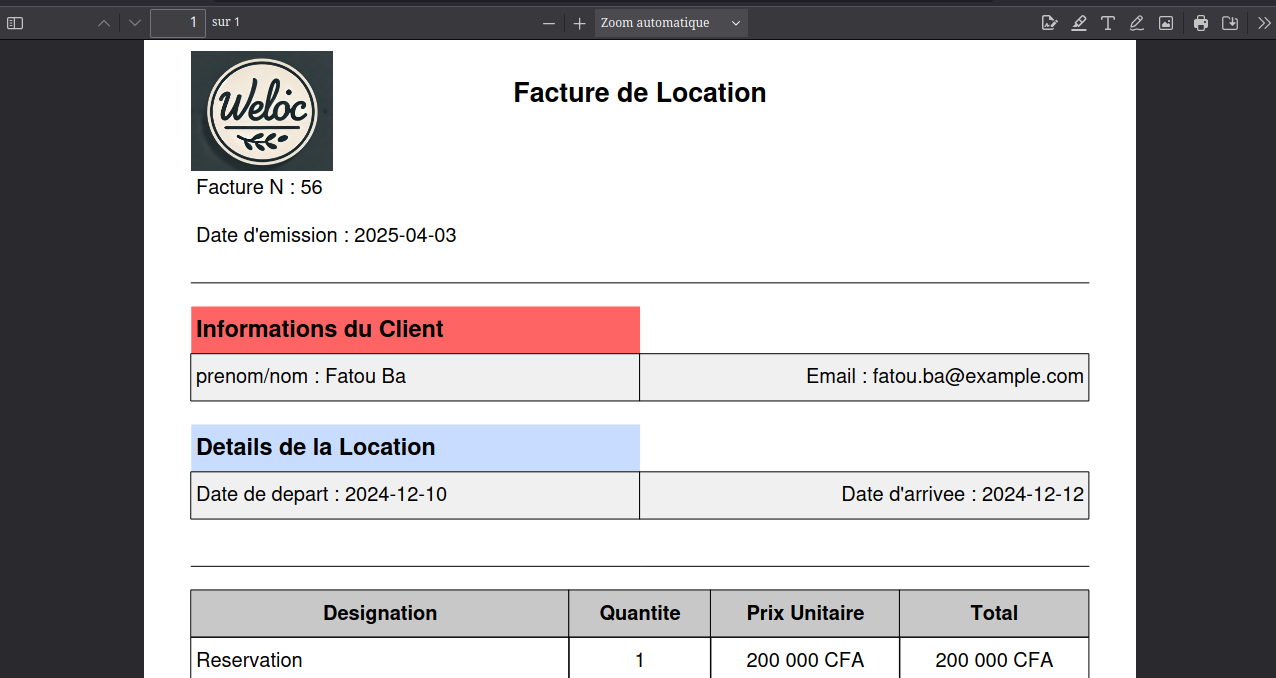 1 sur 1 Zoom automatique
Weloc
Facture de Location
Facture N : 56
Date d'emission : 2025-04-03
Informations du Client
prenom/nom : Fatou Ba Email : fatou.ba@example.com
Details de la Location
Date de depart : 2024-12-10 Date d'arrivee : 2024-12-12
Designation Quantite Prix Unitaire Total
Reservation 1 200 000 CFA 200 000 CFA